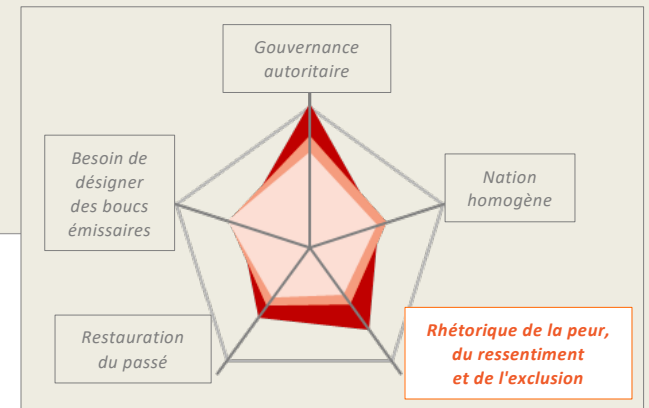 Gouvernance
autoritaire
Besoin de
désigner
des boucs
émissaires
Nation
homogène
Restauration
du passé
Rhétorique de la peur,
du ressentiment
et de l'exclusion